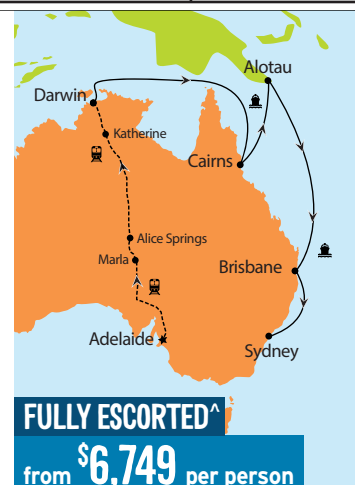 Alotau
Darwin
Katherine
Cairns
Alice Springs
Marla
Brisbane
Adelaide
Sydney
FULLY ESCORTED^
from $6,749 per person